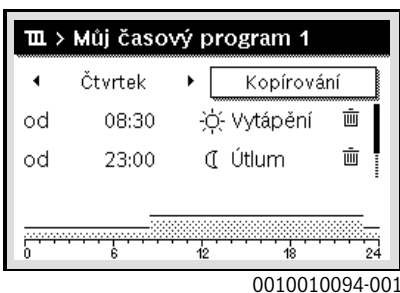 > Můj časový program 1
Čtvrtek Kopírování
od 08:30 Vytápění
od 23:00 Útlum
0 6 12 18 24
0010010094-001